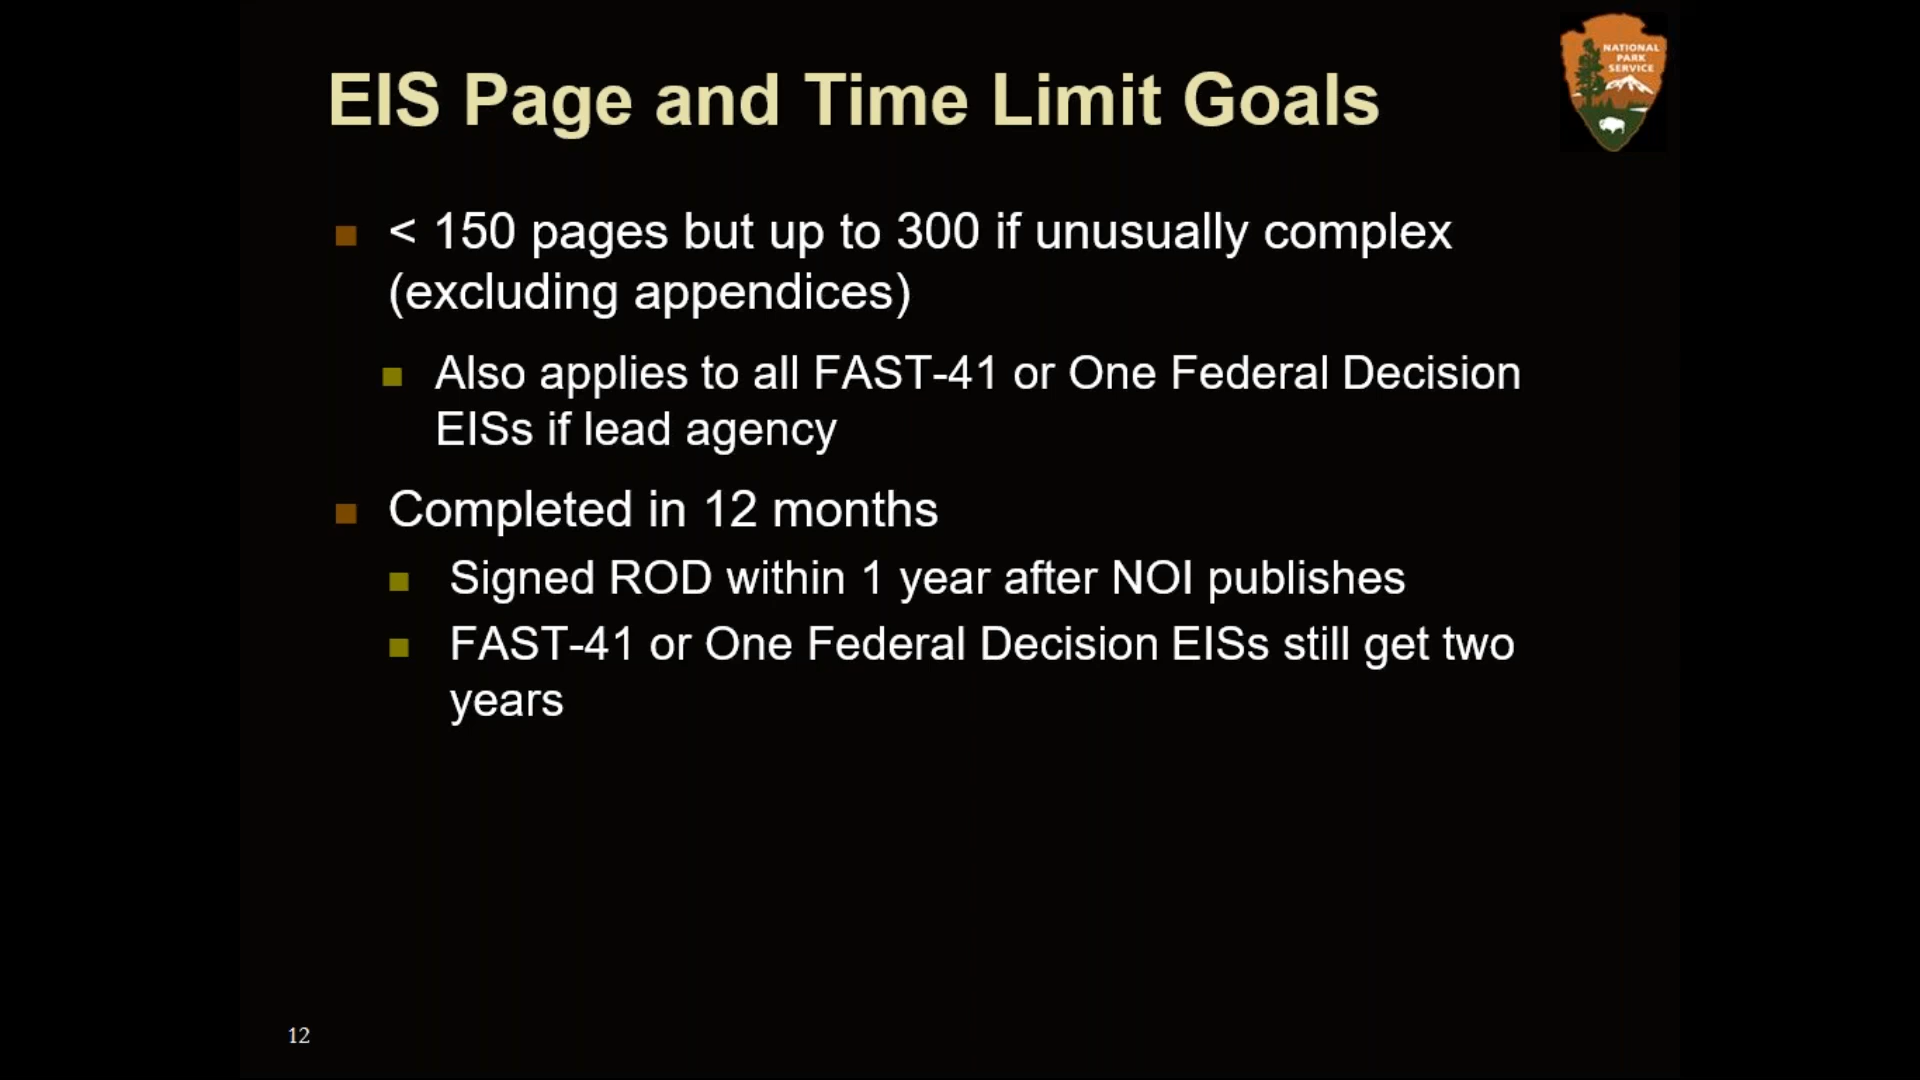 EIS Page and Time Limit Goals
NATIONAL
PARK
SERVICE
< 150 pages but up to 300 if unusually complex
(excluding appendices)
Also applies to all FAST-41 or One Federal Decision
EISs if lead agency
Completed in 12 months
Signed ROD within 1 year after NOI publishes
FAST-41 or One Federal Decision EISs still get two
years
12